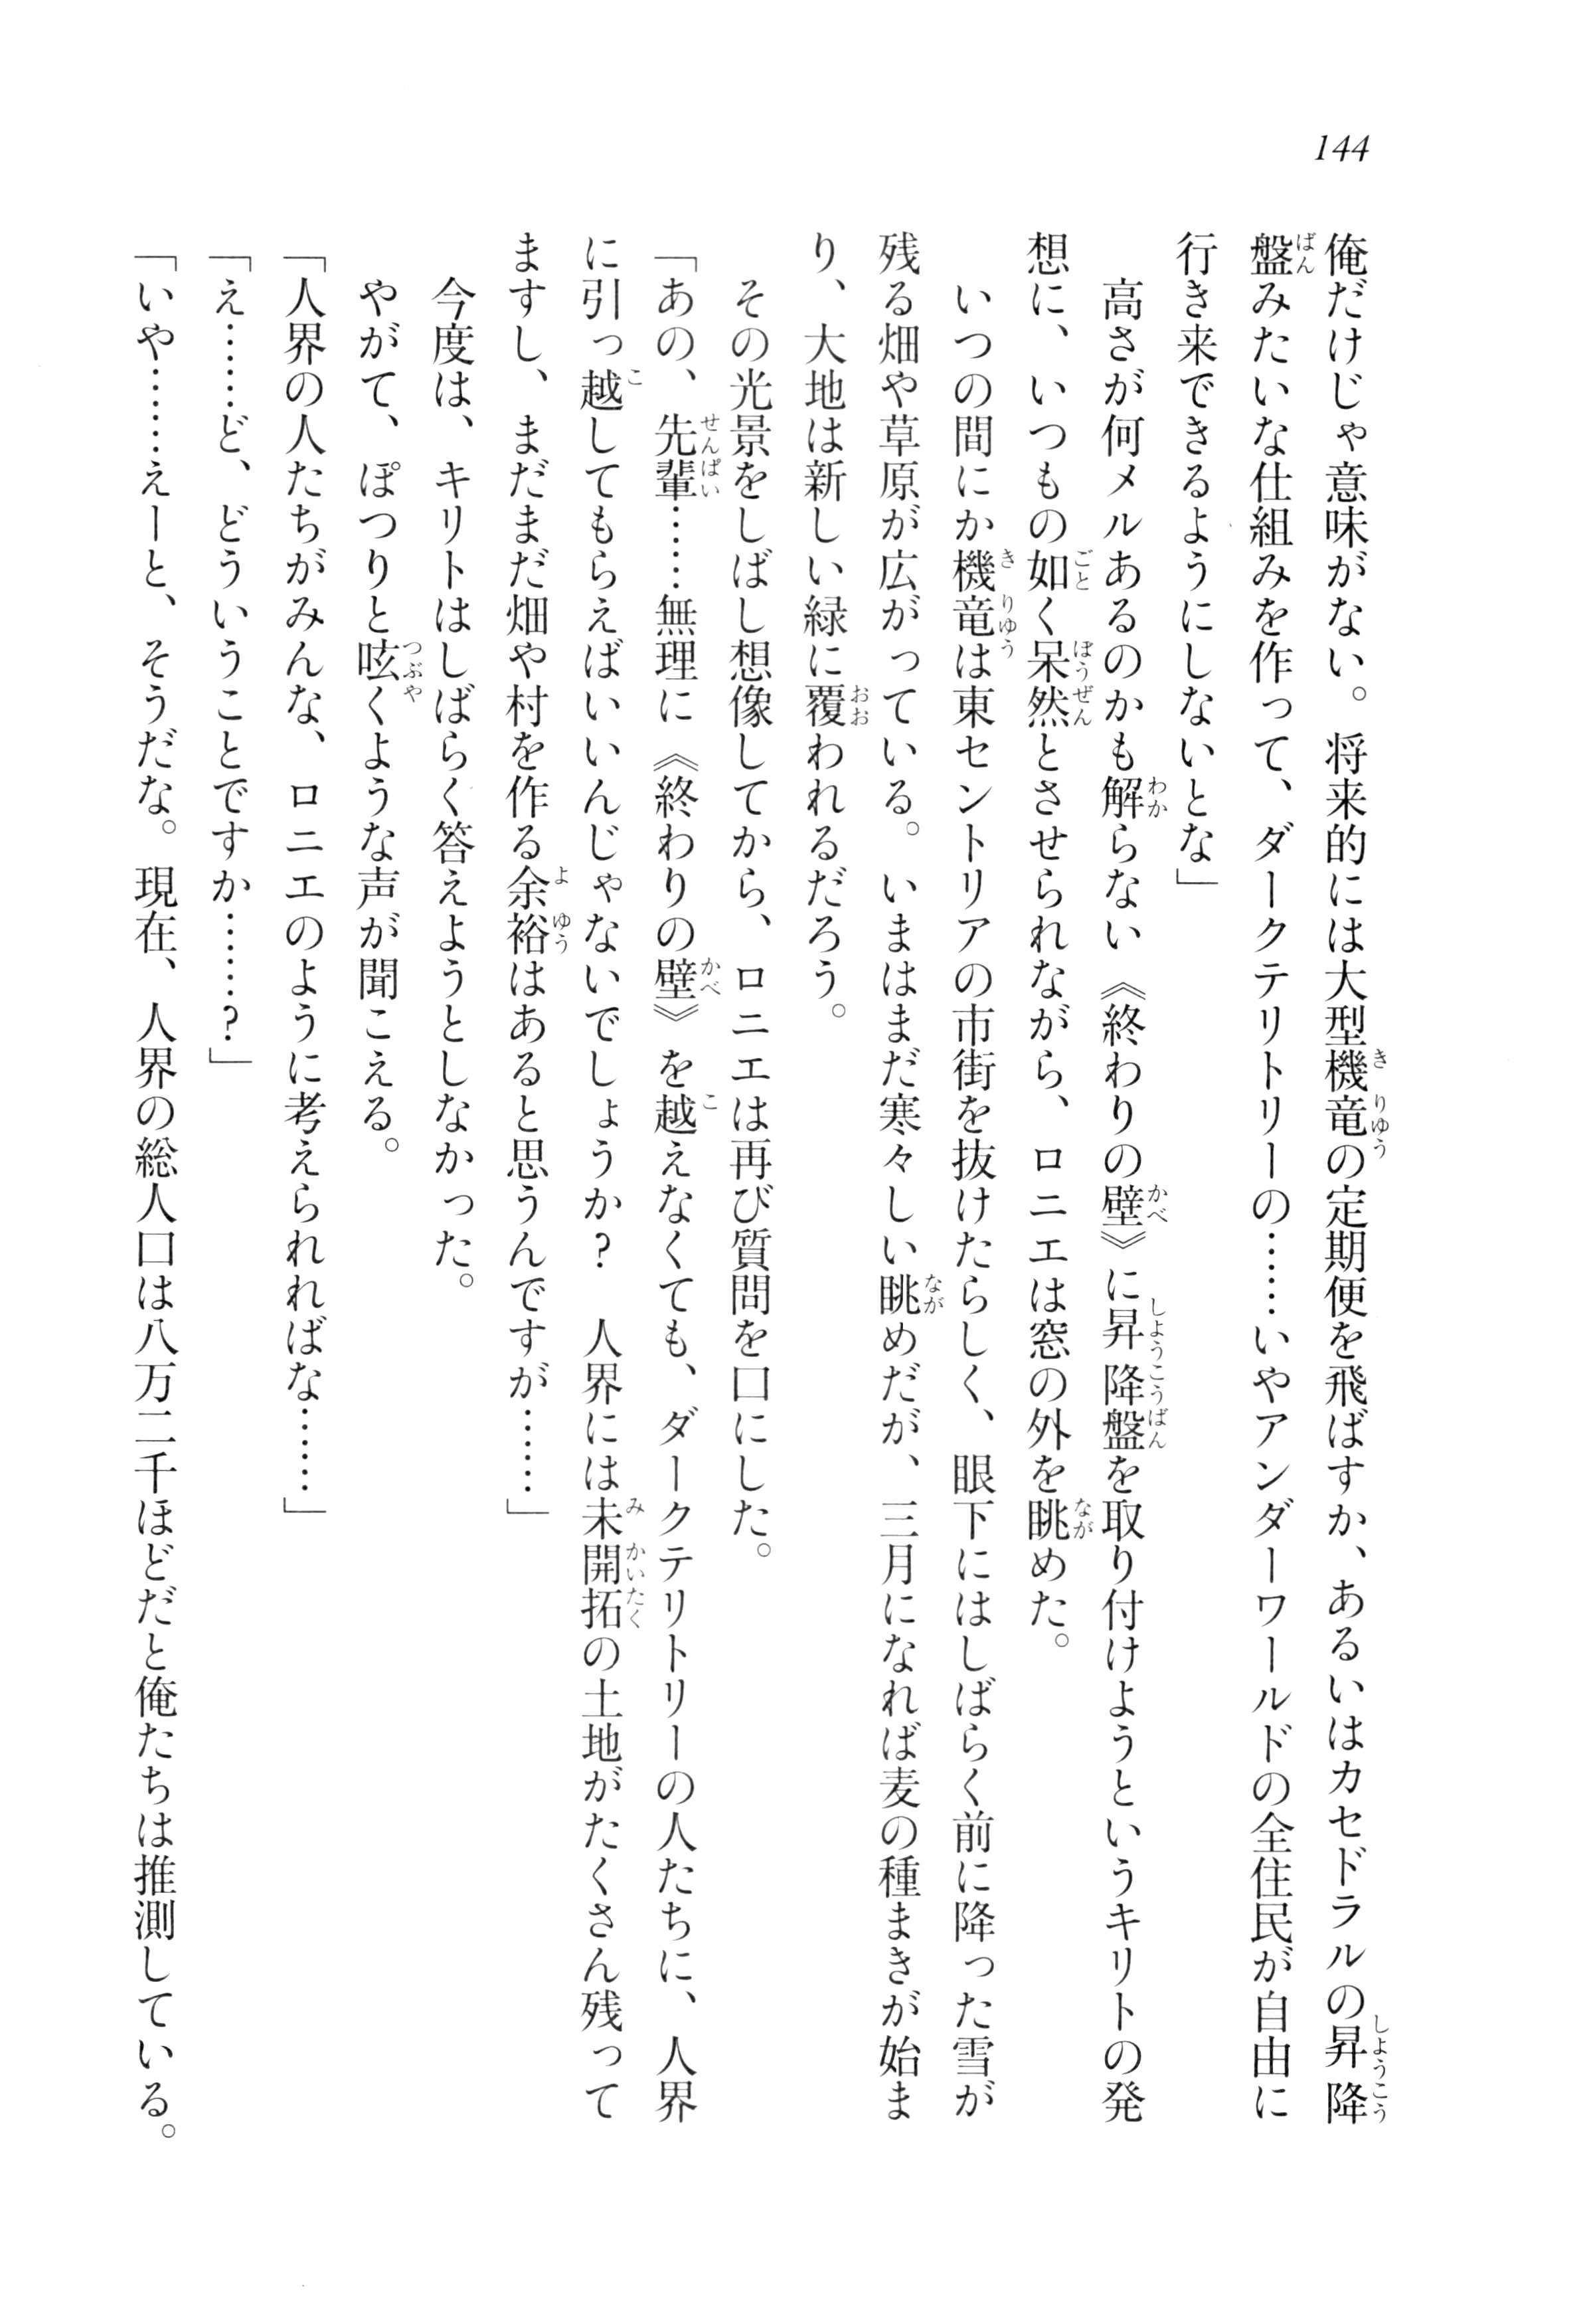 144
俺だけじゃ意味がない。将来的には大型機竜の定期便を飛ばすか、あるいはカセドラルの昇降
盤みたいな仕組みを作って、ダークテリトリーの……いやアンダーワールドの全住民が自由に
行き来できるようにしないとな」
　高さが何メルあるのかも解らない《終わりの壁》に昇降盤を取り付けようというキリトの発
想に、いつもの如く呆然とさせられながら、ロニエは窓の外を眺めた。
　いつの間にか機竜は東セントリアの市街を抜けたらしく、眼下にはしばらく前に降った雪が
残る畑や草原が広がっている。いまはまだ寒々しい眺めだが、三月になれば麦の種まきが始ま
り、大地は新しい緑に覆われるだろう。
　その光景をしばし想像してから、ロニエは再び質問を口にした。
「あの、先輩……無理に《終わりの壁》を越えなくても、ダークテリトリーの人たちに、人界
に引っ越してもらえばいいんじゃないでしょうか？　人界には未開拓の土地がたくさん残って
ますし、まだまだ畑や村を作る余裕はあると思うんですが……」
　今度は、キリトはしばらく答えようとしなかった。
　やがて、ぽつりと呟くような声が聞こえる。
「人界の人たちがみんな、ロニエのように考えられればな……」
「え……ど、どういうことですか……？」
「いや……えーと、そうだな。現在、人界の総人口は八万二千ほどだと俺たちは推測している。